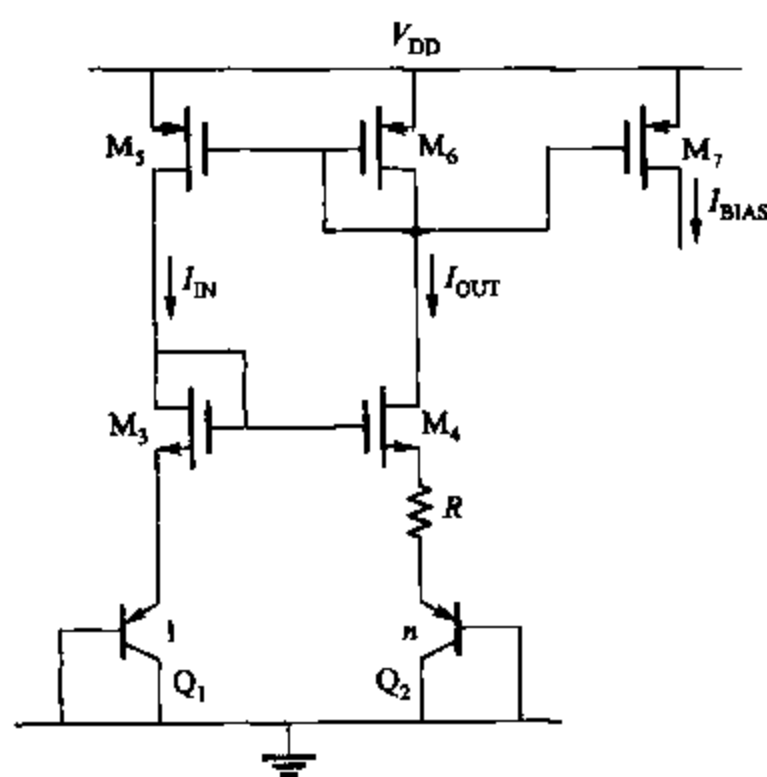 V_DD
M_5
M_6
M_7
I_BIAS
I_IN
I_OUT
M_3
M_4
R
1
n
Q_1
Q_2